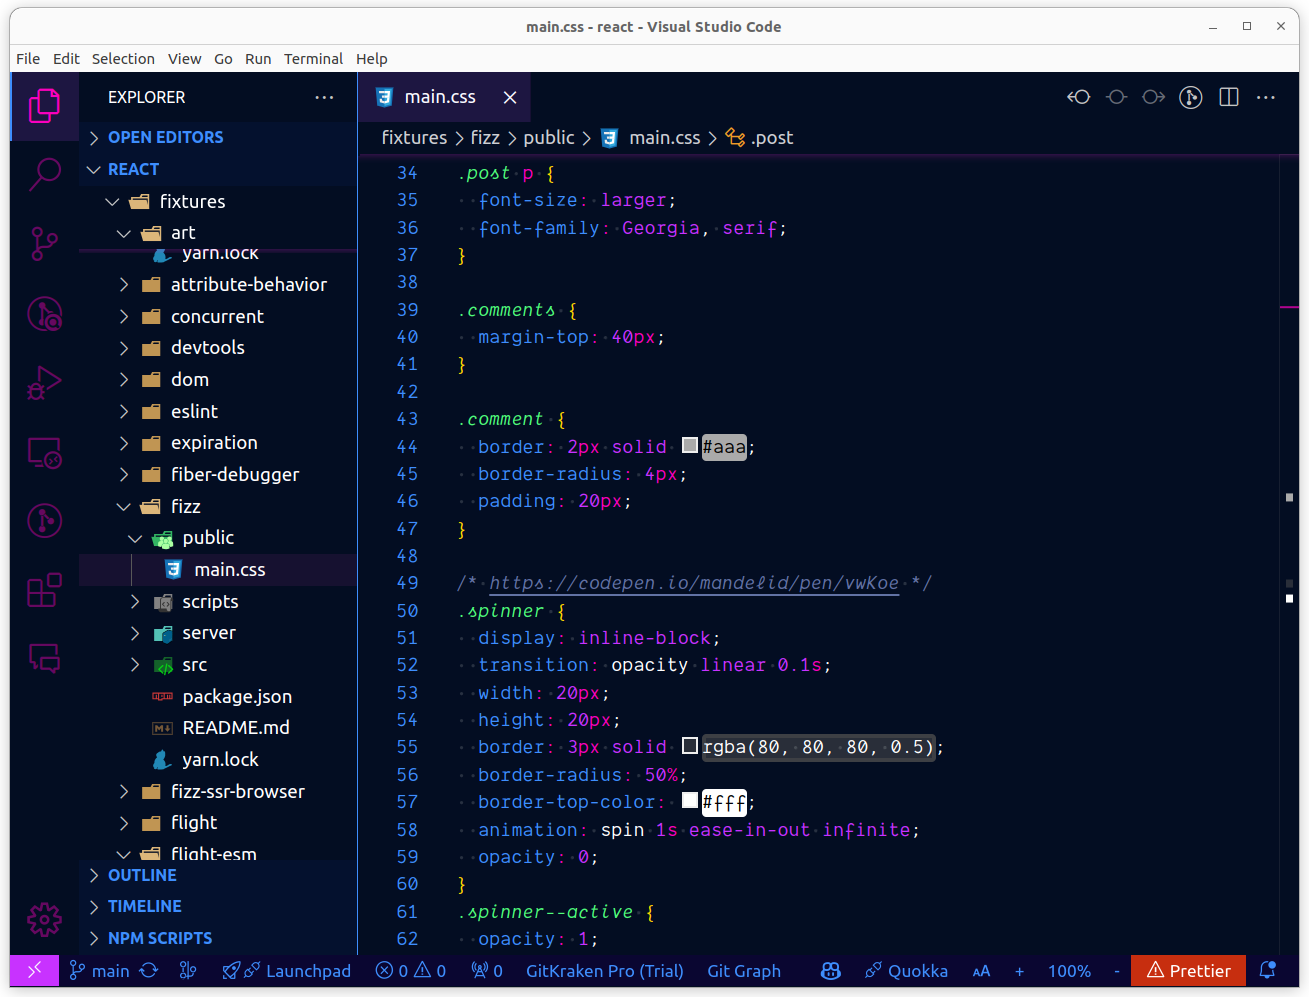 main.css - react - Visual Studio Code
File Edit Selection View Go Run Terminal Help
EXPLORER
OPEN EDITORS
REACT
fixtures
art
yarn.lock
attribute-behavior
concurrent
devtools
dom
eslint
expiration
fiber-debugger
fizz
public
main.css
scripts
server
src
package.json
README.md
yarn.lock
fizz-ssr-browser
flight
flight-esm
OUTLINE
TIMELINE
NPM SCRIPTS
main.css
fixtures > fizz > public > main.css > .post
34 .post p {
35 font-size: larger;
36 font-family: Georgia, serif;
37 }
38
39 .comments {
40 margin-top: 40px;
41 }
42
43 .comment {
44 border: 2px solid #aaa;
45 border-radius: 4px;
46 padding: 20px;
47 }
48
49 /* https://codepen.io/mandelid/pen/vwKoe */
50 .spinner {
51 display: inline-block;
52 transition: opacity linear 0.1s;
53 width: 20px;
54 height: 20px;
55 border: 3px solid rgba(80, 80, 80, 0.5);
56 border-radius: 50%;
57 border-top-color: #fff;
58 animation: spin 1s ease-in-out infinite;
59 opacity: 0;
60 }
61 .spinner--active {
62 opacity: 1;
main Launchpad 0 0 0 GitKraken Pro (Trial) Git Graph Quokka AA + 100% - Prettier